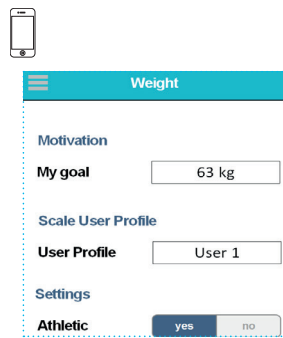 Weight
Motivation
My goal 63 kg
Scale User Profile
User Profile User 1
Settings
Athletic yes no